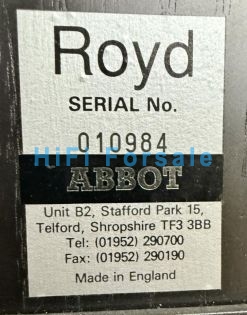 Royd
SERIAL No.
010984
HiFi Forsale
ABBOT
Unit B2, Stafford Park 15,
Telford, Shropshire TF3 3BB
Tel: (01952) 290700
Fax: (01952) 290190
Made in England